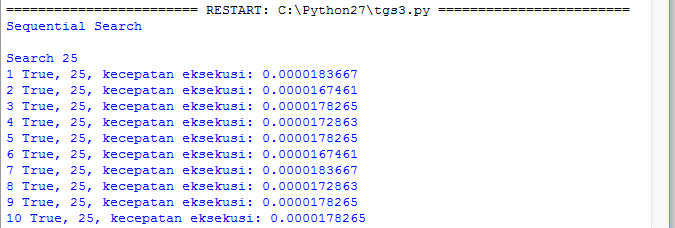 ========================= RESTART: C:\Python27\tgs3.py =========================
Sequential Search
Search 25
1 True, 25, kecepatan eksekusi: 0.0000183667
2 True, 25, kecepatan eksekusi: 0.0000167461
3 True, 25, kecepatan eksekusi: 0.0000178265
4 True, 25, kecepatan eksekusi: 0.0000172863
5 True, 25, kecepatan eksekusi: 0.0000178265
6 True, 25, kecepatan eksekusi: 0.0000167461
7 True, 25, kecepatan eksekusi: 0.0000183667
8 True, 25, kecepatan eksekusi: 0.0000172863
9 True, 25, kecepatan eksekusi: 0.0000178265
10 True, 25, kecepatan eksekusi: 0.0000178265